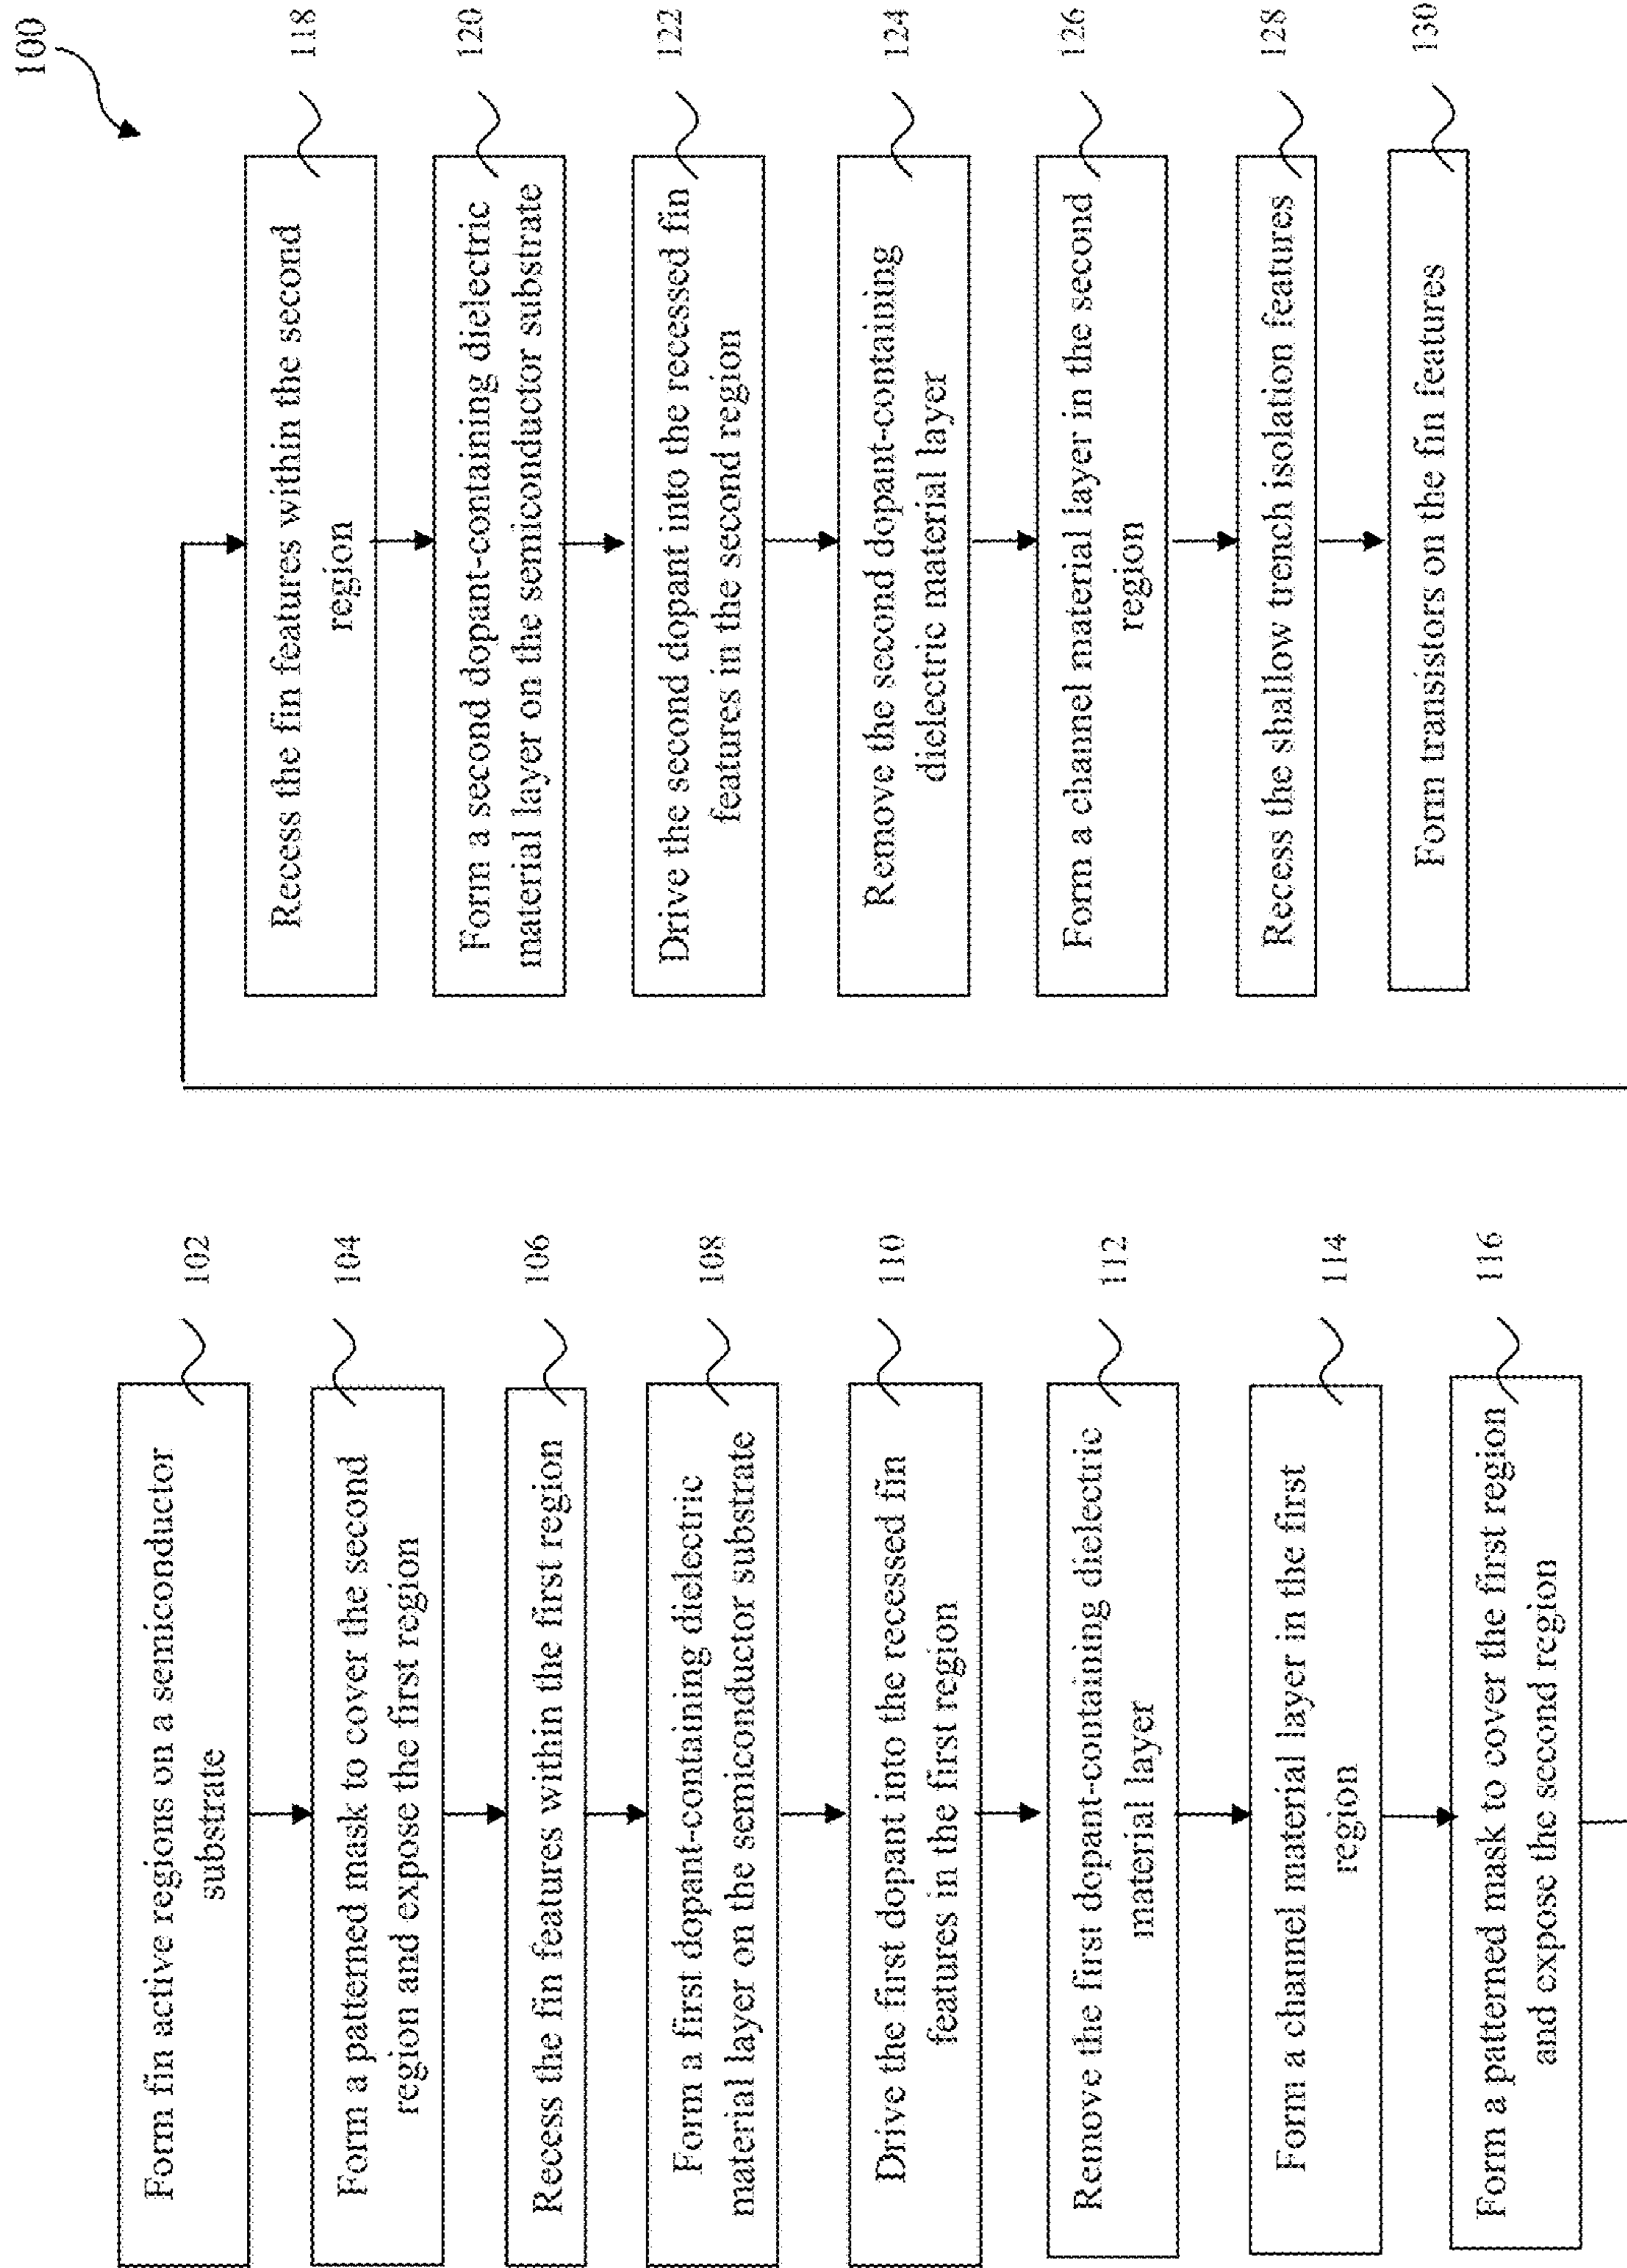 100
Form fin active regions on a semiconductor
substrate
102
Form a patterned mask to cover the second
region and expose the first region
104
Recess the fin features within the first region
106
Form a first dopant-containing dielectric
material layer on the semiconductor substrate
108
Drive the first dopant into the recessed fin
features in the first region
110
Remove the first dopant-containing dielectric
material layer
112
Form a channel material layer in the first
region
114
Form a patterned mask to cover the first region
and expose the second region
116
Recess the fin features within the second
region
118
Form a second dopant-containing dielectric
material layer on the semiconductor substrate
120
Drive the second dopant into the recessed fin
features in the second region
122
Remove the second dopant-containing
dielectric material layer
124
Form a channel material layer in the second
region
126
Recess the shallow trench isolation features
128
Form transistors on the fin features
130